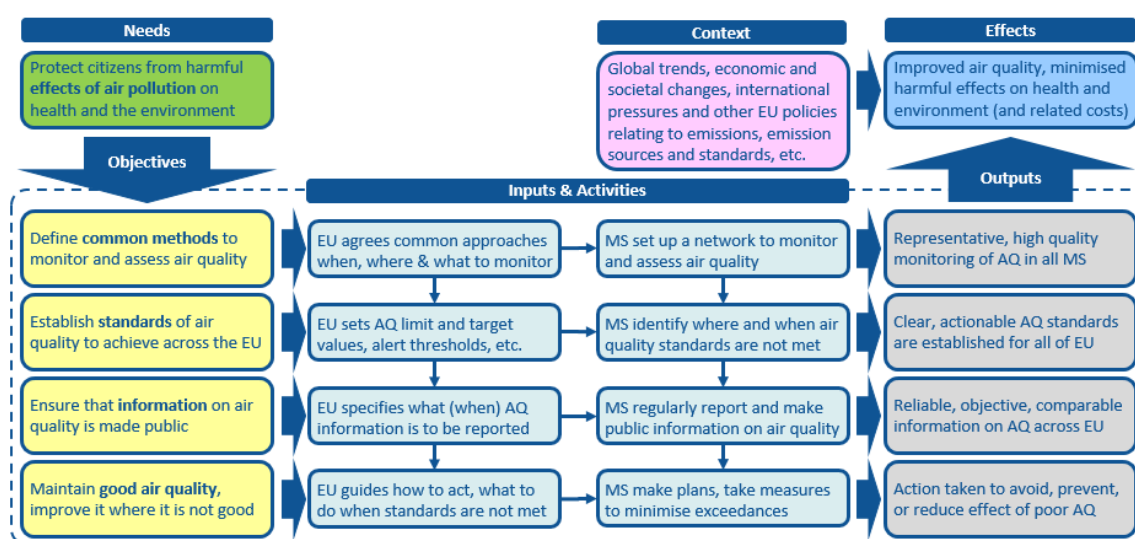 Needs
Context
Effects
Protect citizens from harmful
effects of air pollution on
health and the environment
Global trends, economic and
societal changes, international
pressures and other EU policies
relating to emissions, emission
sources and standards, etc.
Improved air quality, minimised
harmful effects on health and
environment (and related costs)
Objectives
Inputs & Activities
Outputs
Define common methods to
monitor and assess air quality
EU agrees common approaches
when, where & what to monitor
MS set up a network to monitor
and assess air quality
Representative, high quality
monitoring of AQ in all MS
Establish standards of air
quality to achieve across the EU
EU sets AQ limit and target
values, alert thresholds, etc.
MS identify where and when air
quality standards are not met
Clear, actionable AQ standards
are established for all of EU
Ensure that information on air
quality is made public
EU specifies what (when) AQ
information is to be reported
MS regularly report and make
public information on air quality
Reliable, objective, comparable
information on AQ across EU
Maintain good air quality,
improve it where it is not good
EU guides how to act, what to
do when standards are not met
MS make plans, take measures
to minimise exceedances
Action taken to avoid, prevent,
or reduce effect of poor AQ